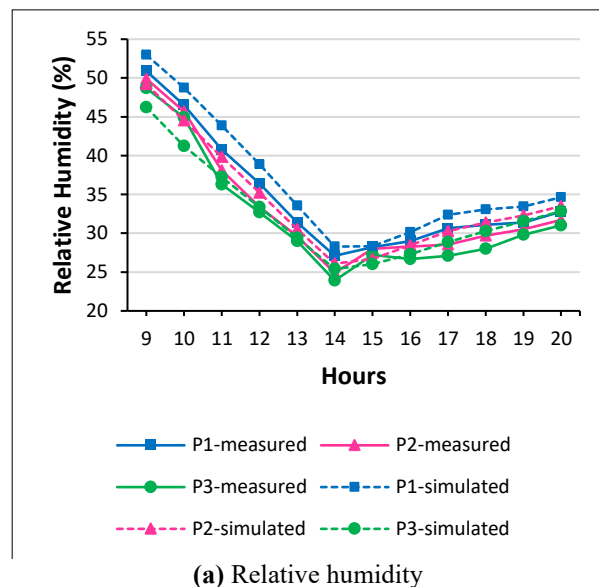 Relative Humidity (%)
55
50
45
40
35
30
25
20
9 10 11 12 13 14 15 16 17 18 19 20
Hours
P1-measured P2-measured
P3-measured P1-simulated
P2-simulated P3-simulated
(a) Relative humidity